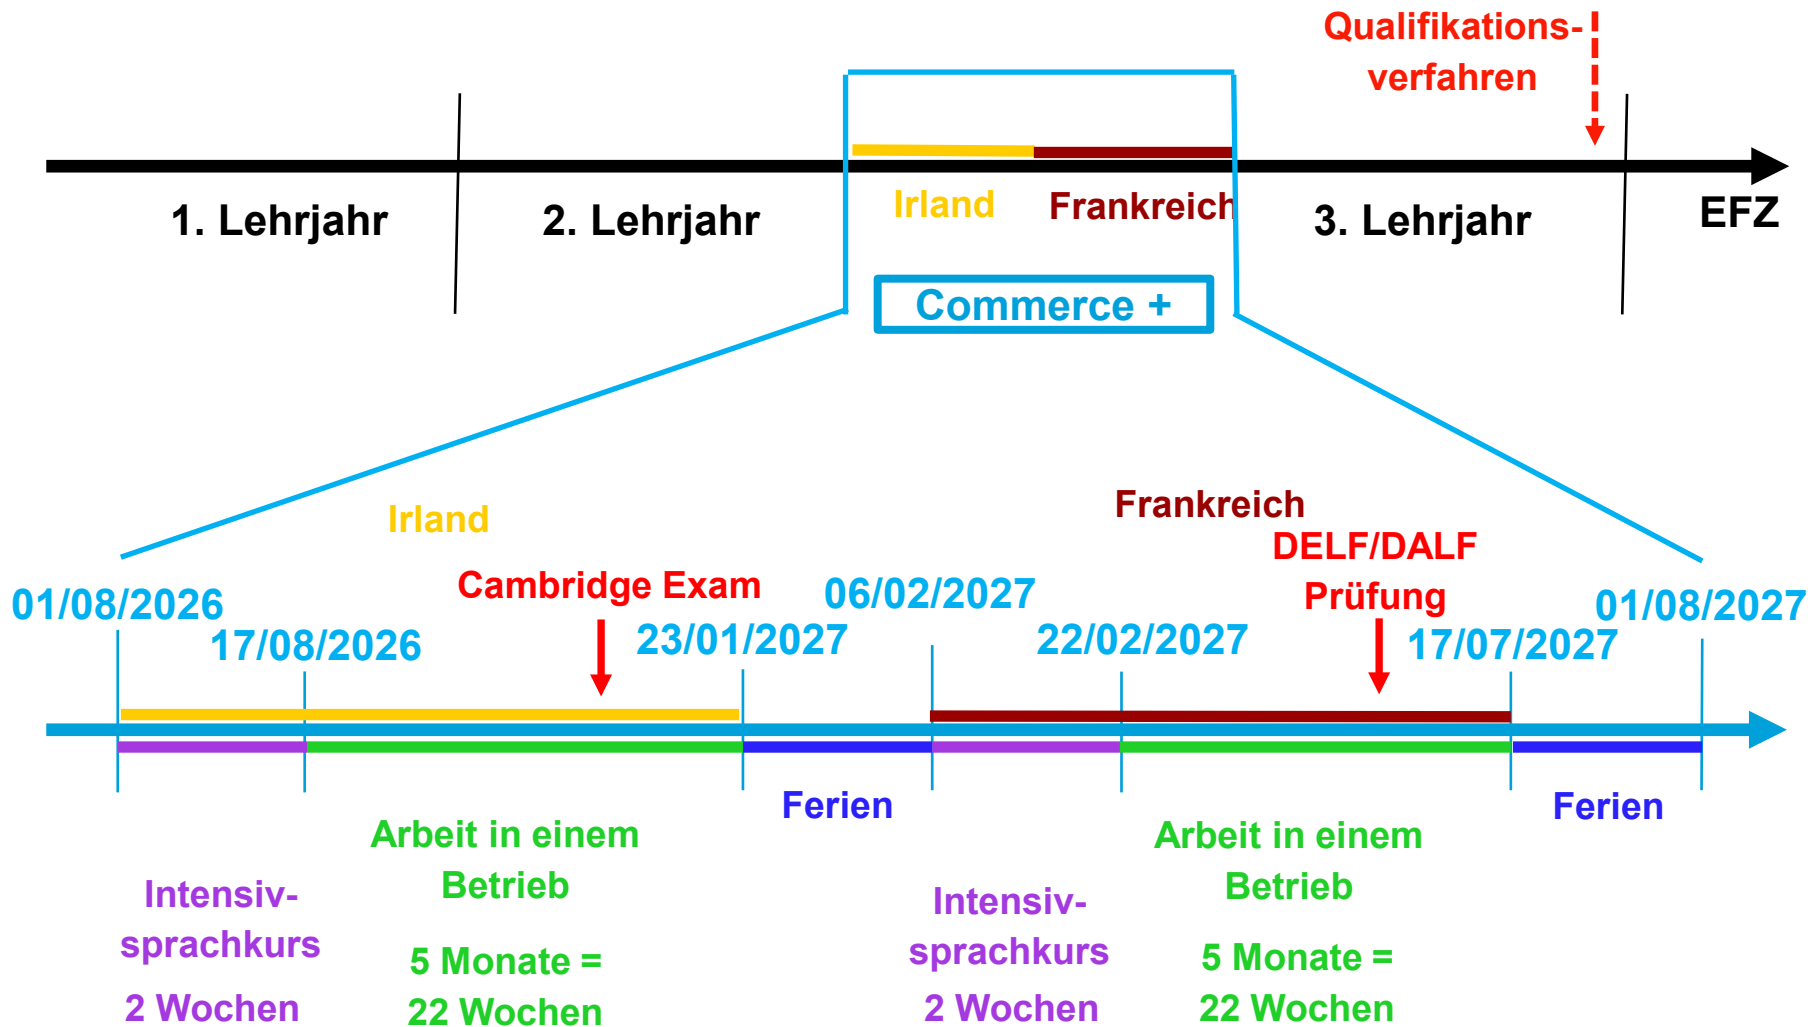 Qualifikations-
verfahren
1. Lehrjahr
2. Lehrjahr
Irland
Frankreich
3. Lehrjahr
EFZ
Commerce +
Irland
Frankreich
Cambridge Exam
DELF/DALF
Prüfung
01/08/2026
17/08/2026
23/01/2027
06/02/2027
22/02/2027
17/07/2027
01/08/2027
Intensiv-
sprachkurs
2 Wochen
Arbeit in einem
Betrieb
5 Monate =
22 Wochen
Ferien
Intensiv-
sprachkurs
2 Wochen
Arbeit in einem
Betrieb
5 Monate =
22 Wochen
Ferien